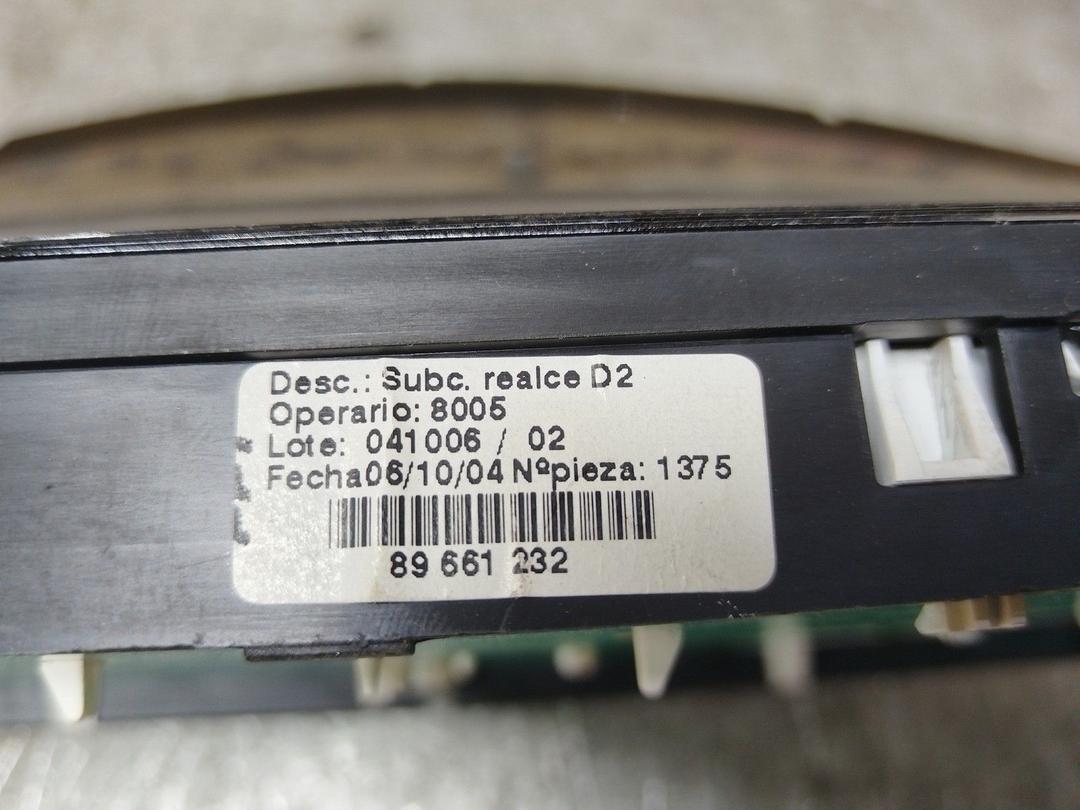 Desc.: Subc. realce D2
Operario: 8005
Lote: 041006 / 02
Fecha06/10/04 Nºpieza: 1375
89 661 232